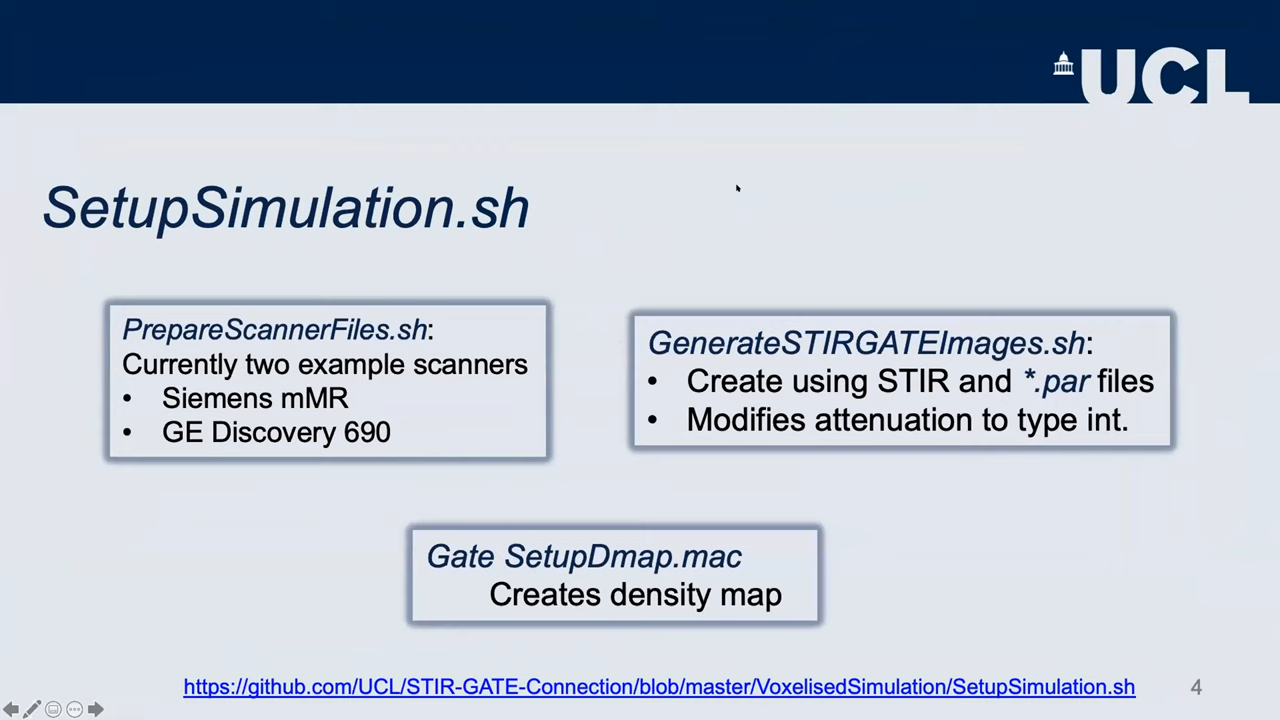 UCL
SetupSimulation.sh
PrepareScannerFiles.sh:
Currently two example scanners
• Siemens mMR
• GE Discovery 690
GenerateSTIRGATEImages.sh:
• Create using STIR and *.par files
• Modifies attenuation to type int.
Gate SetupDmap.mac
Creates density map
https://github.com/UCL/STIR-GATE-Connection/blob/master/VoxelisedSimulation/SetupSimulation.sh
4